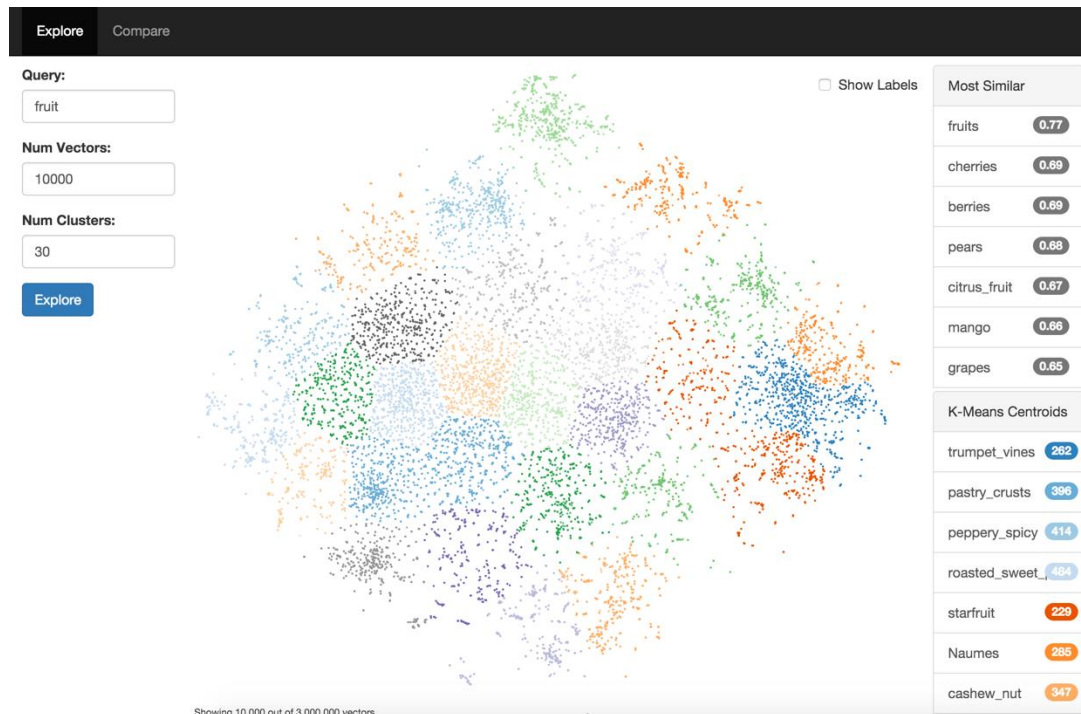 Explore Compare
Query:
fruit
Num Vectors:
10000
Num Clusters:
30
Explore
Show Labels
Most Similar
fruits 0.77
cherries 0.69
berries 0.69
pears 0.68
citrus_fruit 0.67
mango 0.66
grapes 0.65
K-Means Centroids
trumpet_vines 262
pastry_crusts 396
peppery_spicy 414
roasted_sweet_ 484
starfruit 229
Naumes 285
cashew_nut 347
Showing 10,000 out of 3,000,000 vectors